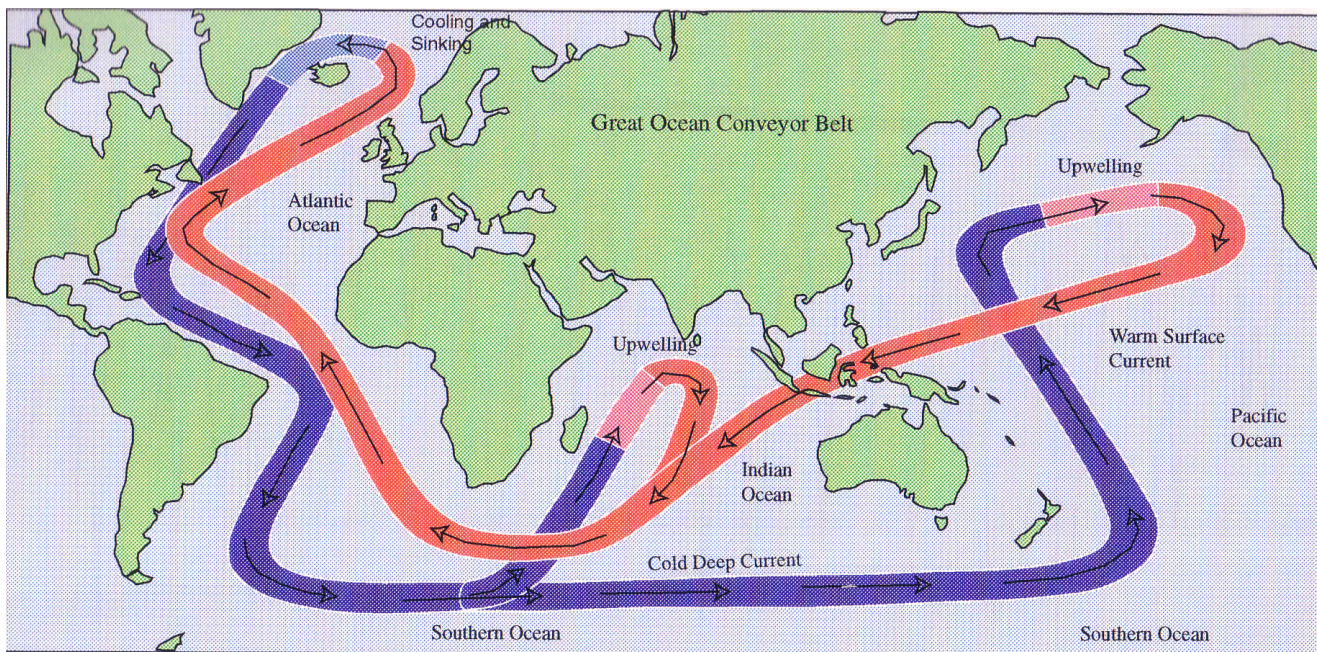 Cooling and
Sinking
Great Ocean Conveyor Belt
Upwelling
Atlantic
Ocean
Upwelling
Warm Surface
Current
Pacific
Ocean
Indian
Ocean
Cold Deep Current
Southern Ocean
Southern Ocean